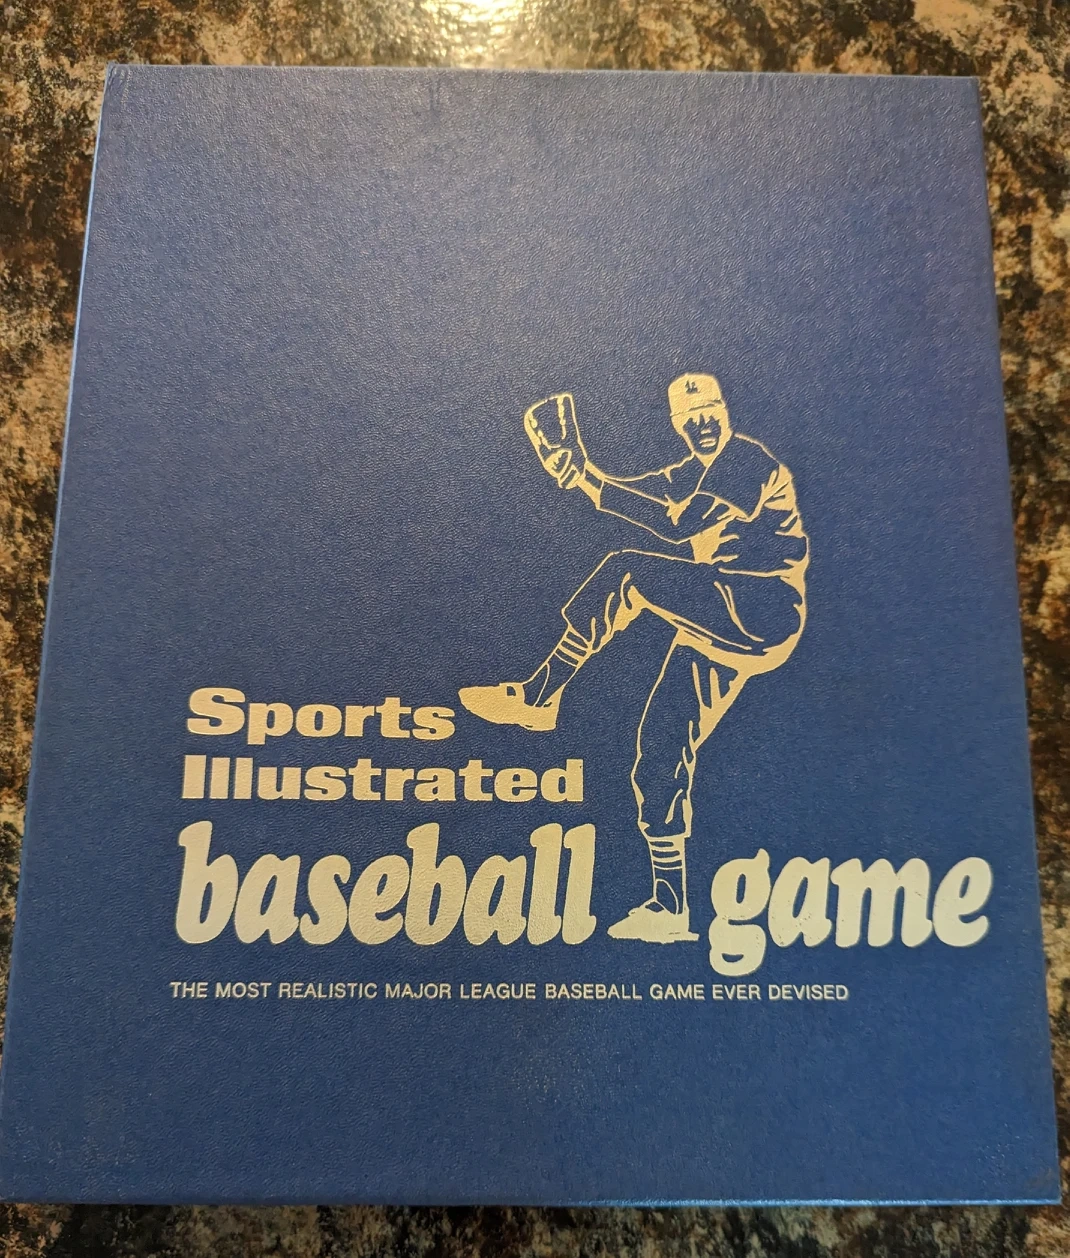 Sports
Illustrated
baseball game
THE MOST REALISTIC MAJOR LEAGUE BASEBALL GAME EVER DEVISED